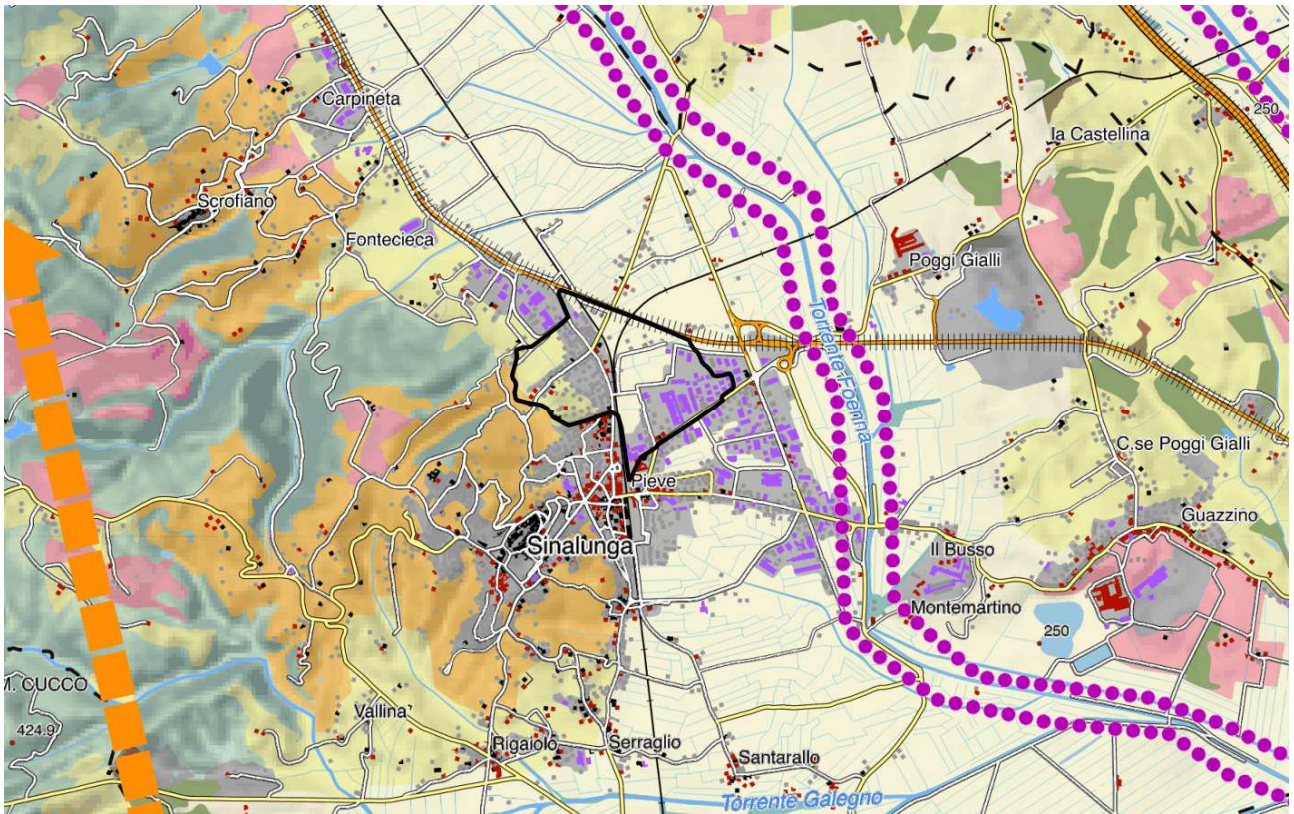 Carpineta
250
la Castellina
Scrofiano
Fontecieca
Poggi Gialli
Torrente Foenna
C.se Poggi Gialli
Pieve
Guazzino
Sinalunga
Il Busso
Montemartino
250
M. CUCCO
424.9
Vallina
Rigaiolo
Serraglio
Santarallo
Torrente Galegno